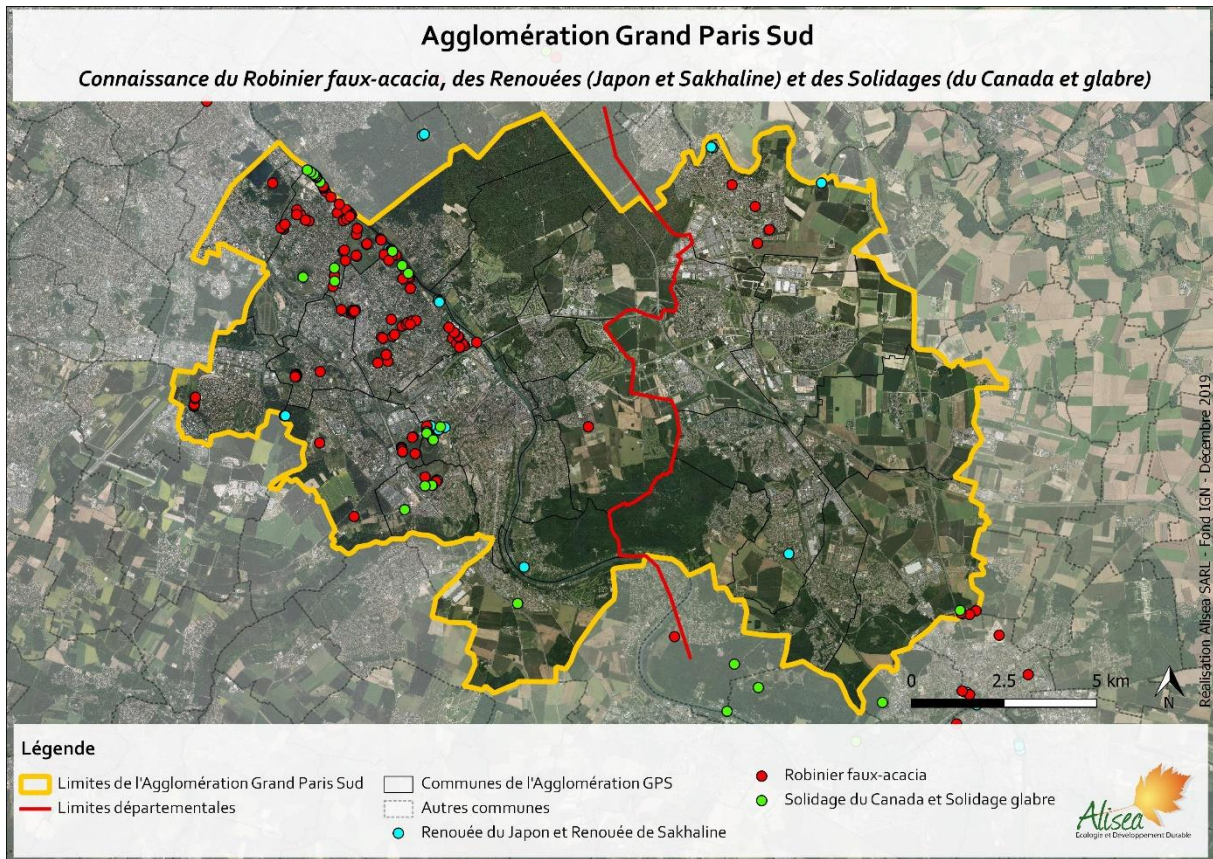 Agglomération Grand Paris Sud
Connaissance du Robinier faux-acacia, des Renouées (Japon et Sakhaline) et des Solidages (du Canada et glabre)
Réalisation Alisea SARL - Fond IGN - Décembre 2019
0 2.5 5 km
N
Légende
Limites de l'Agglomération Grand Paris Sud
Limites départementales
Communes de l'Agglomération GPS
Autres communes
Renouée du Japon et Renouée de Sakhaline
Robinier faux-acacia
Solidage du Canada et Solidage glabre
Alisea
Ecologie et Développement Durable